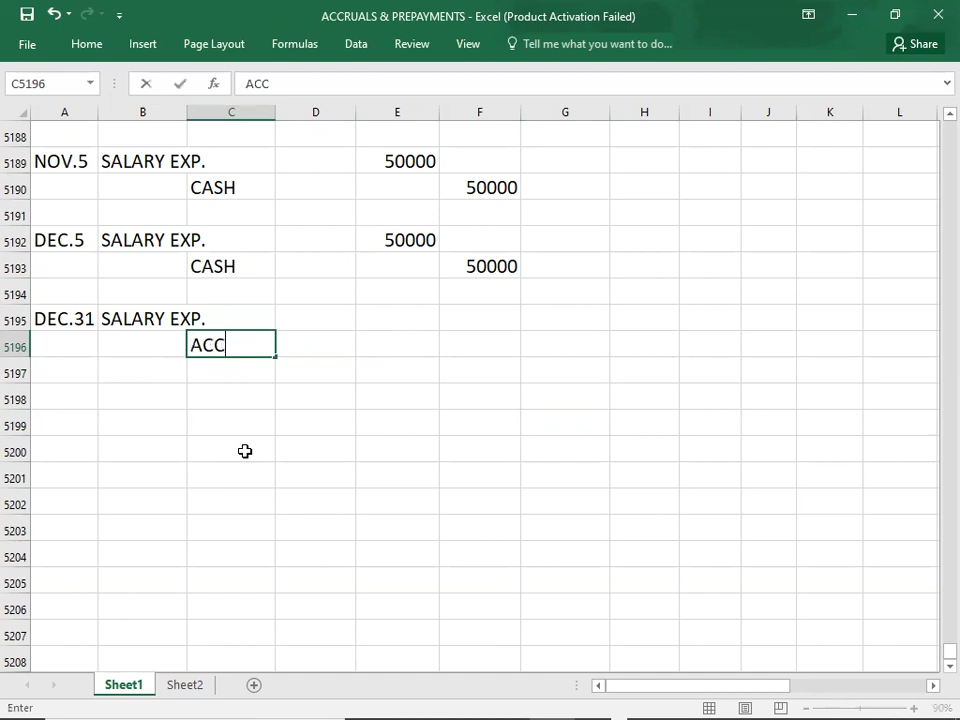 ACCRUALS & PREPAYMENTS - Excel (Product Activation Failed)
File Home Insert Page Layout Formulas Data Review View Tell me what you want to do... Share
C5196 fx ACC
A B C D E F G H I J K L
5188
5189 NOV.5 SALARY EXP. 50000
5190 CASH 50000
5191
5192 DEC.5 SALARY EXP. 50000
5193 CASH 50000
5194
5195 DEC.31 SALARY EXP.
5196 ACC
5197
5198
5199
5200
5201
5202
5203
5204
5205
5206
5207
5208
Sheet1 Sheet2
Enter 90%